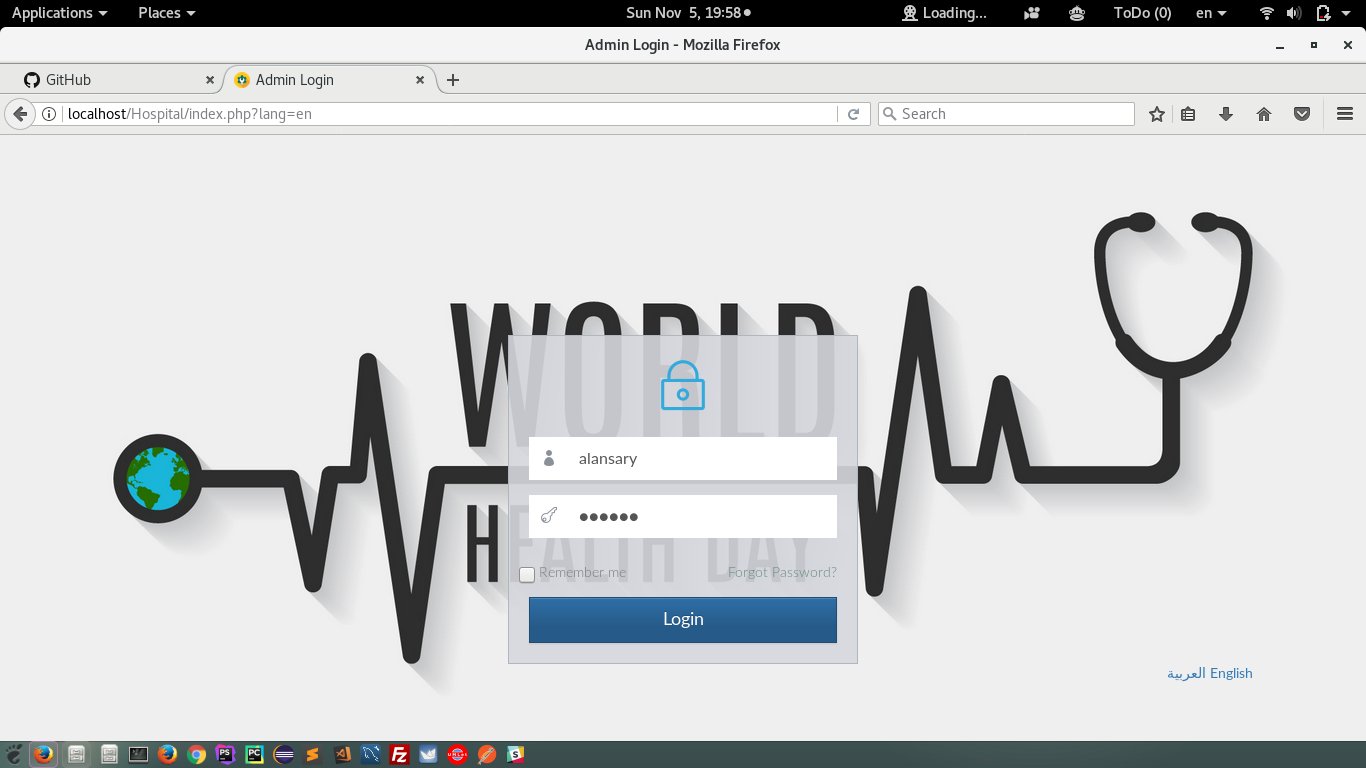 Applications Places Sun Nov 5, 19:58 Loading... ToDo (0) en
Admin Login - Mozilla Firefox
GitHub Admin Login
localhost/Hospital/index.php?lang=en Search
WORLD
alansary
HEALTH DAY
Remember me Forgot Password?
Login
العربية English